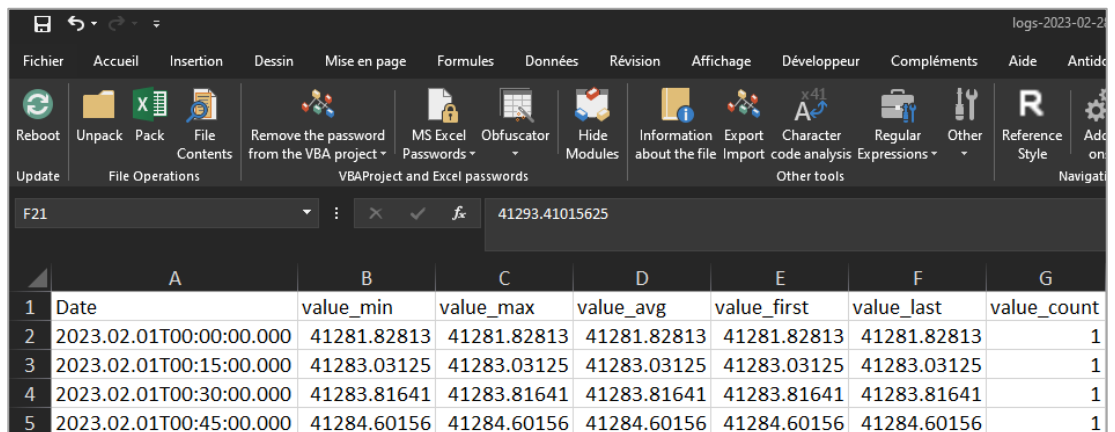 logs-2023-02-28
Fichier Accueil Insertion Dessin Mise en page Formules Données Révision Affichage Développeur Compléments Aide Antido
Reboot Unpack Pack File Contents Remove the password from the VBA project MS Excel Passwords Obfuscator Hide Modules Information about the file Export Import x41 A Character code analysis Regular Expressions Other R Reference Style Add on
Update File Operations VBAProject and Excel passwords Other tools Navigati
F21 fx 41293.41015625
A B C D E F G
1 Date value_min value_max value_avg value_first value_last value_count
2 2023.02.01T00:00:00.000 41281.82813 41281.82813 41281.82813 41281.82813 41281.82813 1
3 2023.02.01T00:15:00.000 41283.03125 41283.03125 41283.03125 41283.03125 41283.03125 1
4 2023.02.01T00:30:00.000 41283.81641 41283.81641 41283.81641 41283.81641 41283.81641 1
5 2023.02.01T00:45:00.000 41284.60156 41284.60156 41284.60156 41284.60156 41284.60156 1